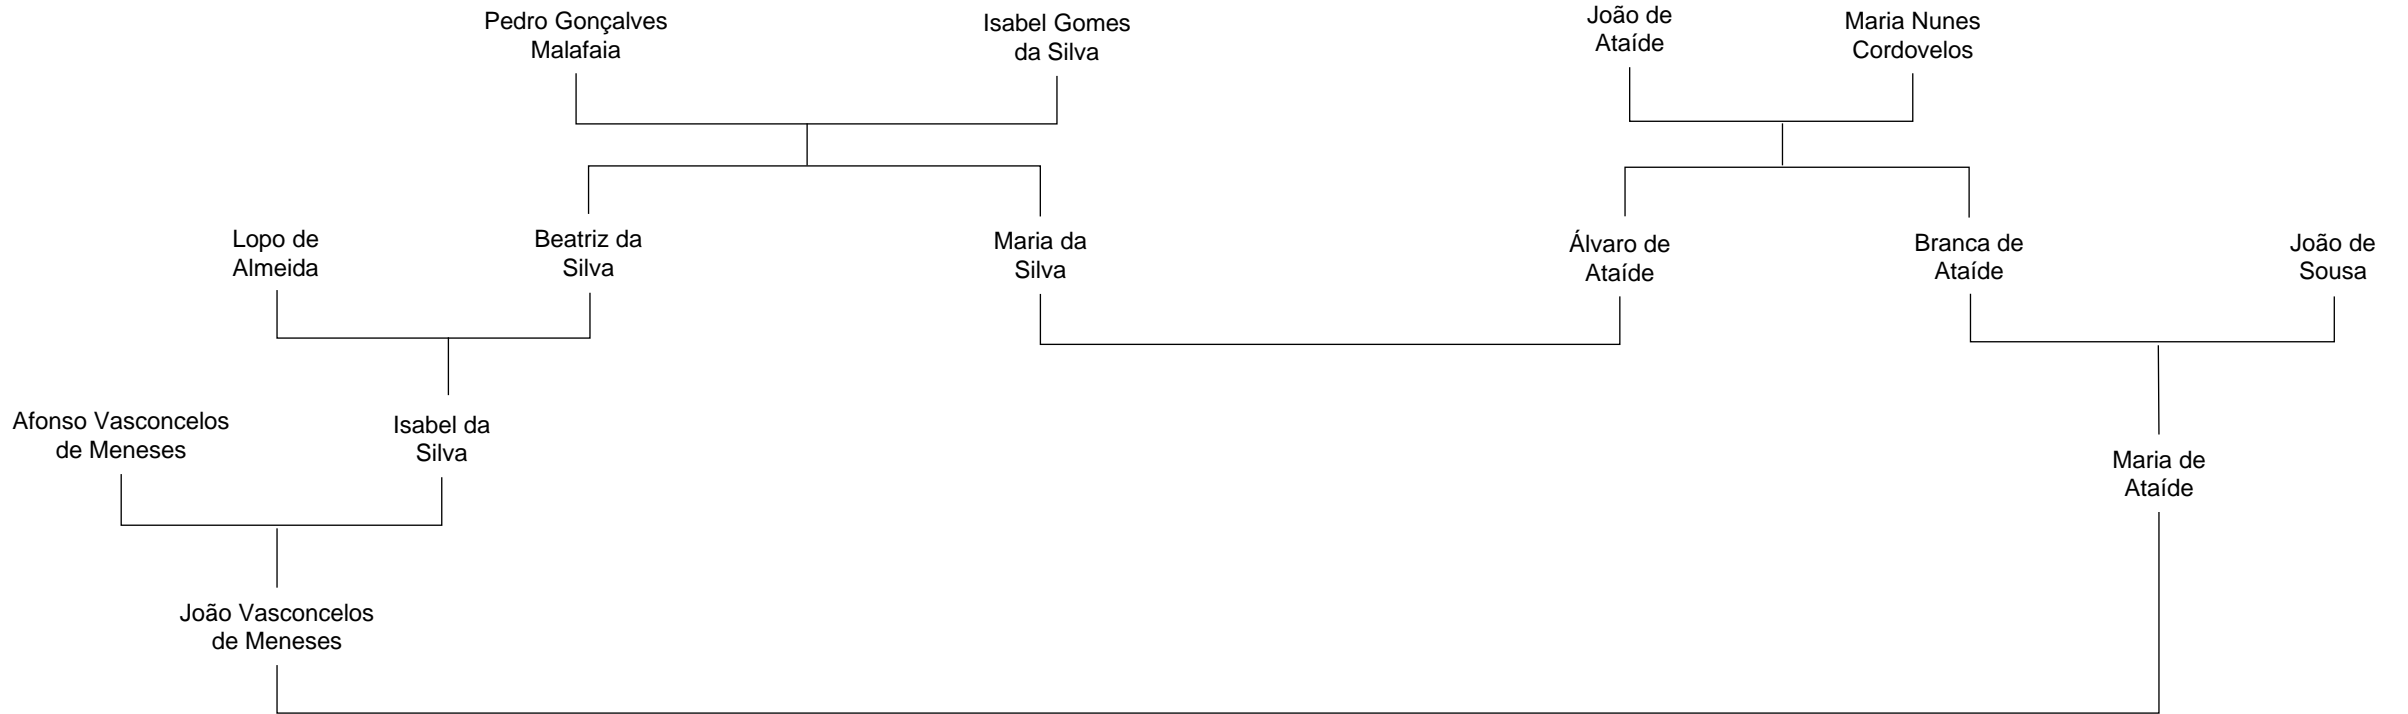 Pedro Gonçalves
Malafaia
Isabel Gomes
da Silva
João de
Ataíde
Maria Nunes
Cordovelos
Lopo de
Almeida
Beatriz da
Silva
Maria da
Silva
Álvaro de
Ataíde
Branca de
Ataíde
João de
Sousa
Afonso Vasconcelos
de Meneses
Isabel da
Silva
Maria de
Ataíde
João Vasconcelos
de Meneses